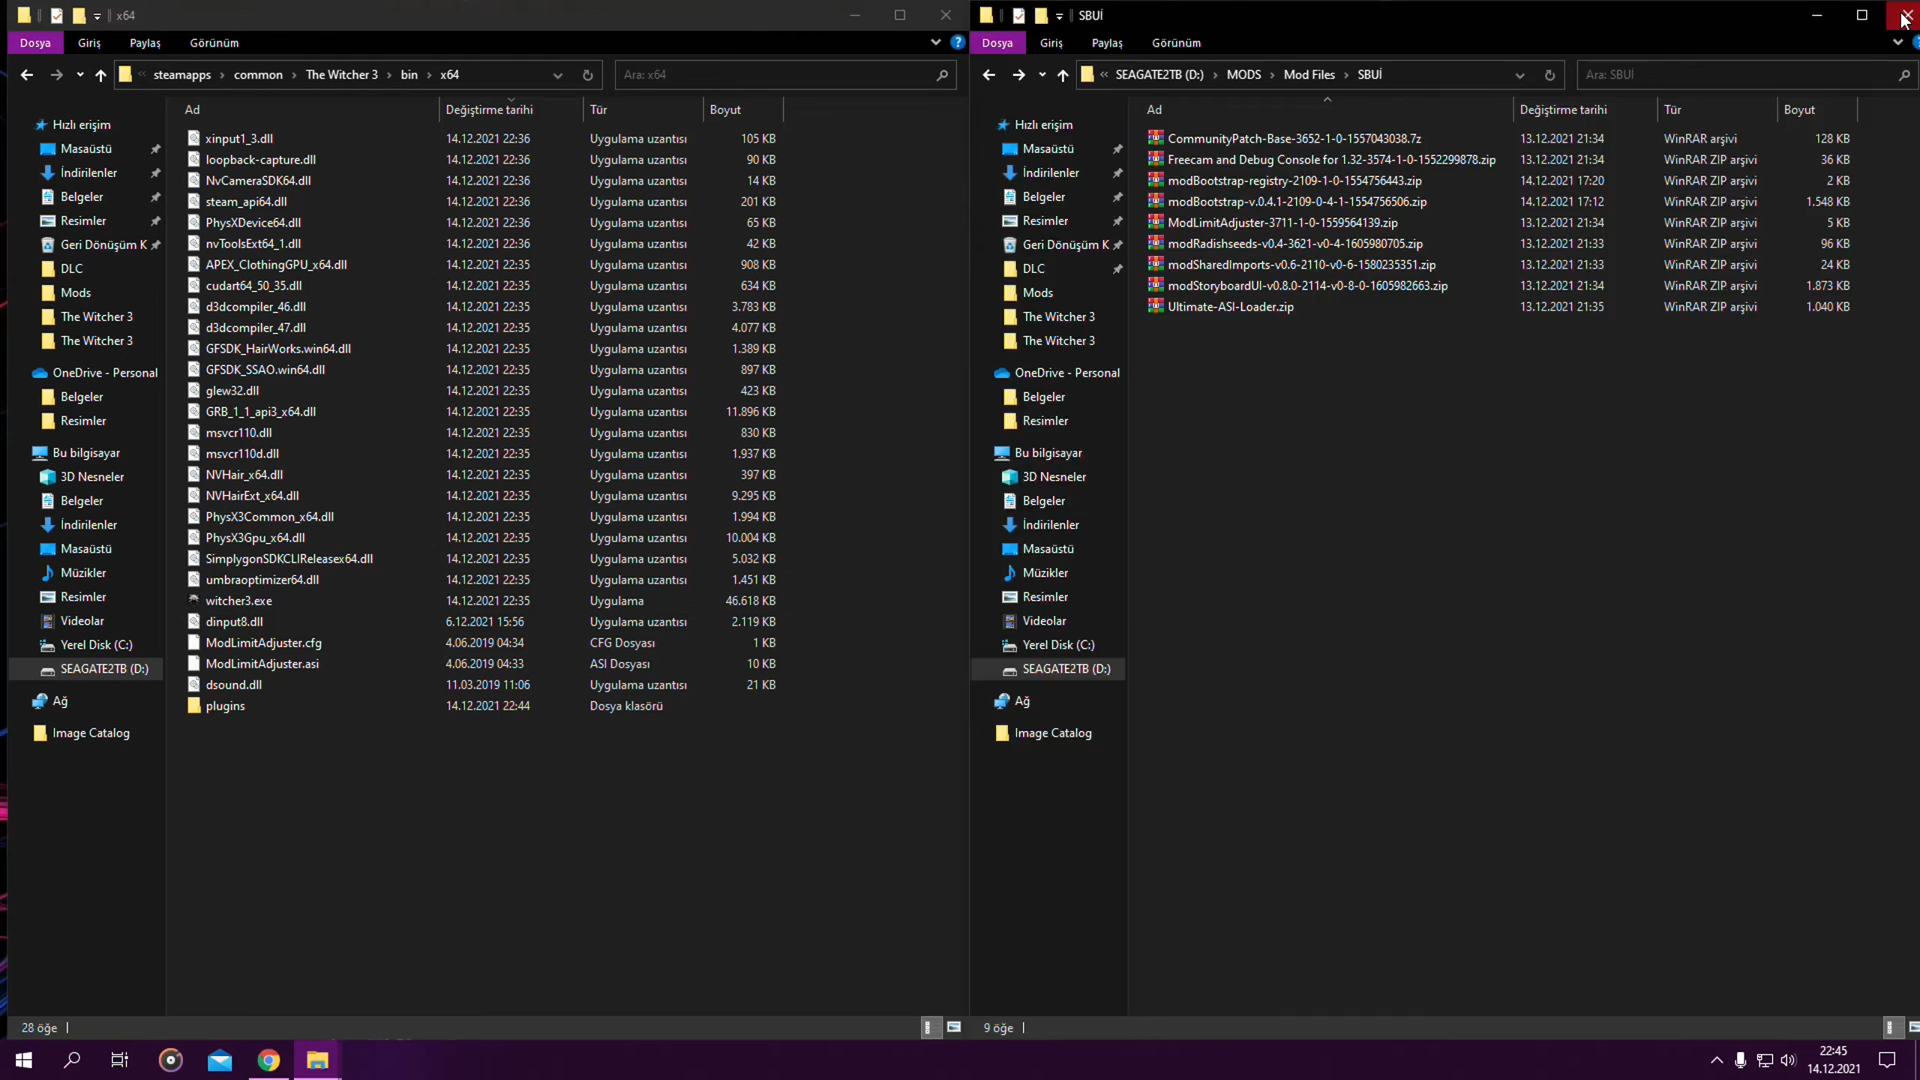 x64
Dosya Giriş Paylaş Görünüm
steamapps common The Witcher 3 bin x64
Ara: x64
Ad Değiştirme tarihi Tür Boyut
Hızlı erişim
Masaüstü
İndirilenler
Belgeler
Resimler
Geri Dönüşüm K
DLC
Mods
The Witcher 3
The Witcher 3
OneDrive - Personal
Belgeler
Resimler
Bu bilgisayar
3D Nesneler
Belgeler
İndirilenler
Masaüstü
Müzikler
Resimler
Videolar
Yerel Disk (C:)
SEAGATE2TB (D:)
Ağ
Image Catalog
xinput1_3.dll 14.12.2021 22:36 Uygulama uzantısı 105 KB
loopback-capture.dll 14.12.2021 22:36 Uygulama uzantısı 90 KB
NvCameraSDK64.dll 14.12.2021 22:36 Uygulama uzantısı 14 KB
steam_api64.dll 14.12.2021 22:36 Uygulama uzantısı 201 KB
PhysXDevice64.dll 14.12.2021 22:36 Uygulama uzantısı 65 KB
nvToolsExt64_1.dll 14.12.2021 22:36 Uygulama uzantısı 42 KB
APEX_ClothingGPU_x64.dll 14.12.2021 22:35 Uygulama uzantısı 908 KB
cudart64_50_35.dll 14.12.2021 22:35 Uygulama uzantısı 634 KB
d3dcompiler_46.dll 14.12.2021 22:35 Uygulama uzantısı 3.783 KB
d3dcompiler_47.dll 14.12.2021 22:35 Uygulama uzantısı 4.077 KB
GFSDK_HairWorks.win64.dll 14.12.2021 22:35 Uygulama uzantısı 1.389 KB
GFSDK_SSAO.win64.dll 14.12.2021 22:35 Uygulama uzantısı 897 KB
glew32.dll 14.12.2021 22:35 Uygulama uzantısı 423 KB
GRB_1_1_api3_x64.dll 14.12.2021 22:35 Uygulama uzantısı 11.896 KB
msvcr110.dll 14.12.2021 22:35 Uygulama uzantısı 830 KB
msvcr110d.dll 14.12.2021 22:35 Uygulama uzantısı 1.937 KB
NVHair_x64.dll 14.12.2021 22:35 Uygulama uzantısı 397 KB
NVHairExt_x64.dll 14.12.2021 22:35 Uygulama uzantısı 9.295 KB
PhysX3Common_x64.dll 14.12.2021 22:35 Uygulama uzantısı 1.994 KB
PhysX3Gpu_x64.dll 14.12.2021 22:35 Uygulama uzantısı 10.004 KB
SimplygonSDKCLIReleasex64.dll 14.12.2021 22:35 Uygulama uzantısı 5.032 KB
umbraoptimizer64.dll 14.12.2021 22:35 Uygulama uzantısı 1.451 KB
witcher3.exe 14.12.2021 22:35 Uygulama 46.618 KB
dinput8.dll 6.12.2021 15:56 Uygulama uzantısı 2.119 KB
ModLimitAdjuster.cfg 4.06.2019 04:34 CFG Dosyası 1 KB
ModLimitAdjuster.asi 4.06.2019 04:33 ASI Dosyası 10 KB
dsound.dll 11.03.2019 11:06 Uygulama uzantısı 21 KB
plugins 14.12.2021 22:44 Dosya klasörü
28 öğe
SBUİ
Dosya Giriş Paylaş Görünüm
SEAGATE2TB (D:) MODS Mod Files SBUİ
Ara: SBUİ
Ad Değiştirme tarihi Tür Boyut
Hızlı erişim
Masaüstü
İndirilenler
Belgeler
Resimler
Geri Dönüşüm K
DLC
Mods
The Witcher 3
The Witcher 3
OneDrive - Personal
Belgeler
Resimler
Bu bilgisayar
3D Nesneler
Belgeler
İndirilenler
Masaüstü
Müzikler
Resimler
Videolar
Yerel Disk (C:)
SEAGATE2TB (D:)
Ağ
Image Catalog
CommunityPatch-Base-3652-1-0-1557043038.7z 13.12.2021 21:34 WinRAR arşivi 128 KB
Freecam and Debug Console for 1.32-3574-1-0-1552299878.zip 13.12.2021 21:34 WinRAR ZIP arşivi 36 KB
modBootstrap-registry-2109-1-0-1554756443.zip 14.12.2021 17:20 WinRAR ZIP arşivi 2 KB
modBootstrap-v.0.4.1-2109-0-4-1-1554756506.zip 14.12.2021 17:12 WinRAR ZIP arşivi 1.548 KB
ModLimitAdjuster-3711-1-0-1559564139.zip 13.12.2021 21:34 WinRAR ZIP arşivi 5 KB
modRadishseeds-v0.4-3621-v0-4-1605980705.zip 13.12.2021 21:33 WinRAR ZIP arşivi 96 KB
modSharedImports-v0.6-2110-v0-6-1580235351.zip 13.12.2021 21:33 WinRAR ZIP arşivi 24 KB
modStoryboardUI-v0.8.0-2114-v0-8-0-1605982663.zip 13.12.2021 21:34 WinRAR ZIP arşivi 1.873 KB
Ultimate-ASI-Loader.zip 13.12.2021 21:35 WinRAR ZIP arşivi 1.040 KB
9 öğe
22:45
14.12.2021